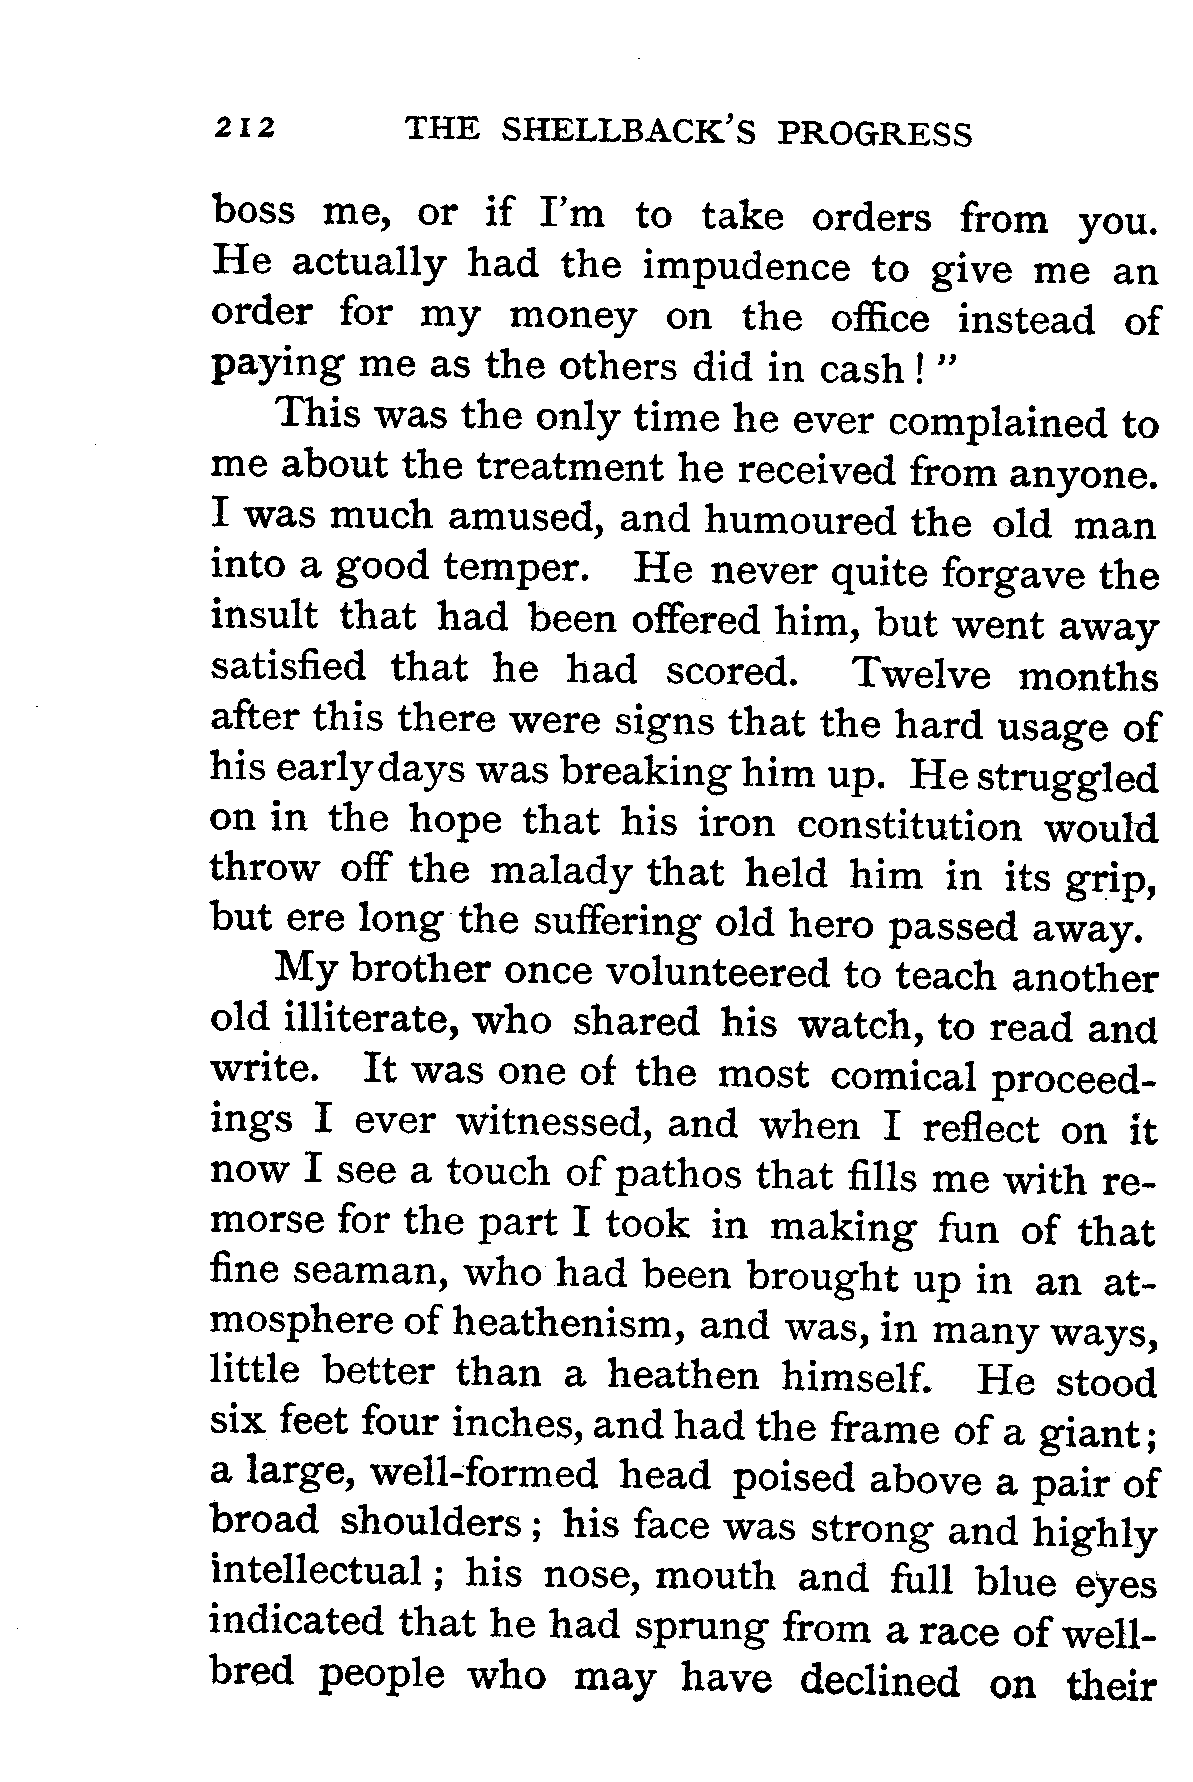 212 THE SHELLBACK'S PROGRESS
boss me, or if I'm to take orders from you.
He actually had the impudence to give me an
order for my money on the office instead of
paying me as the others did in cash ! "
This was the only time he ever complained to
me about the treatment he received from anyone.
I was much amused, and humoured the old man
into a good temper. He never quite forgave the
insult that had been offered him, but went away
satisfied that he had scored. Twelve months
after this there were signs that the hard usage of
his early days was breaking him up. He struggled
on in the hope that his iron constitution would
throw off the malady that held him in its grip,
but ere long the suffering old hero passed away.
My brother once volunteered to teach another
old illiterate, who shared his watch, to read and
write. It was one of the most comical proceed-
ings I ever witnessed, and when I reflect on it
now I see a touch of pathos that fills me with re-
morse for the part I took in making fun of that
fine seaman, who had been brought up in an at-
mosphere of heathenism, and was, in many ways,
little better than a heathen himself. He stood
six feet four inches, and had the frame of a giant;
a large, well-formed head poised above a pair of
broad shoulders ; his face was strong and highly
intellectual ; his nose, mouth and full blue eyes
indicated that he had sprung from a race of well-
bred people who may have declined on their